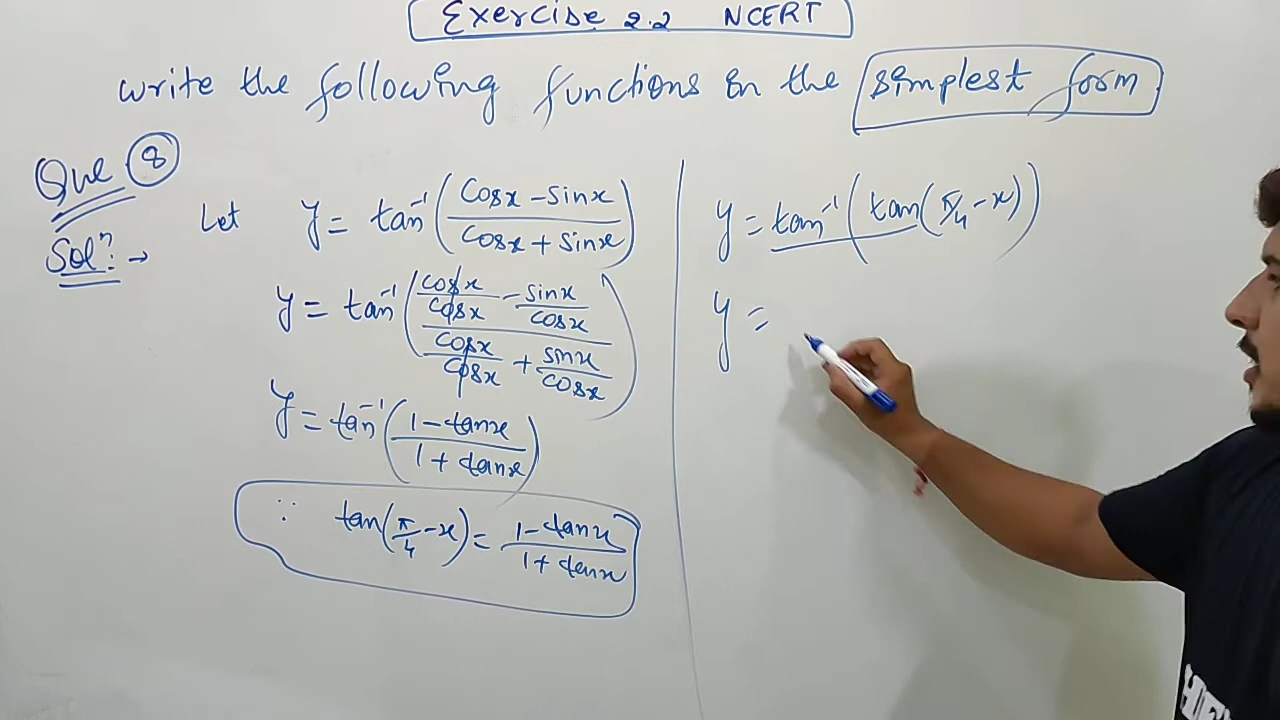 Exercise 2.2 NCERT
write the following functions in the simplest form
Que 8
Sol? :→
Let y = tan⁻¹((cosx - sinx)/(cosx + sinx))
y = tan⁻¹((cosx/cosx - sinx/cosx)/(cosx/cosx + sinx/cosx))
y = tan⁻¹((1 - tanx)/(1 + tanx))
∵ tan(π/4 - x) = (1 - tanx)/(1 + tanx)
y = tan⁻¹(tan(π/4 - x))
y =